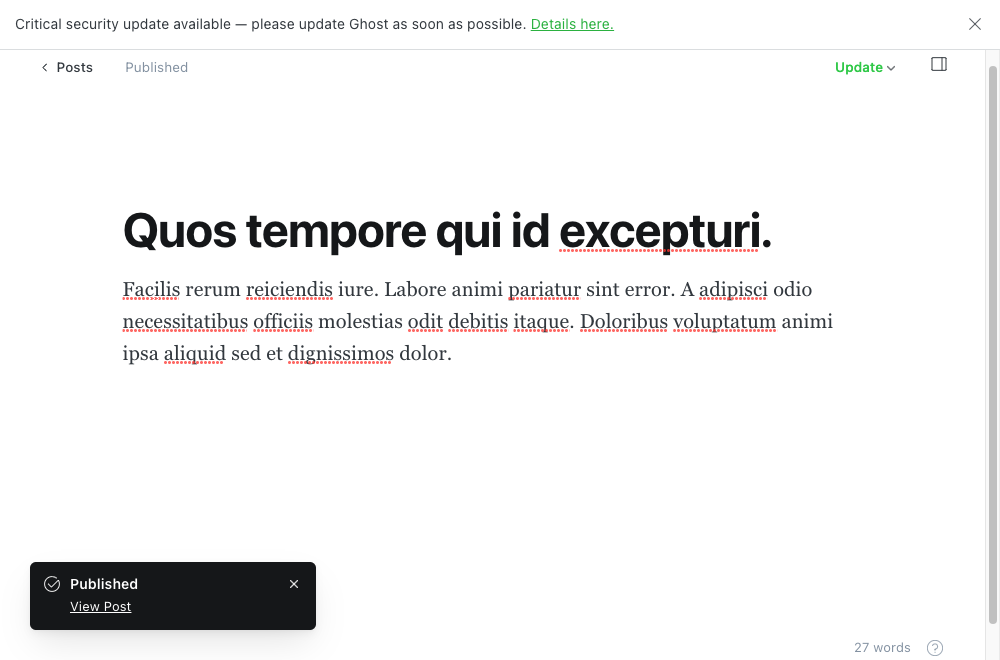 Critical security update available — please update Ghost as soon as possible. Details here.
Posts Published Update
Quos tempore qui id excepturi.
Facilis rerum reiciendis iure. Labore animi pariatur sint error. A adipisci odio
necessitatibus officiis molestias odit debitis itaque. Doloribus voluptatum animi
ipsa aliquid sed et dignissimos dolor.
Published
View Post
27 words ?